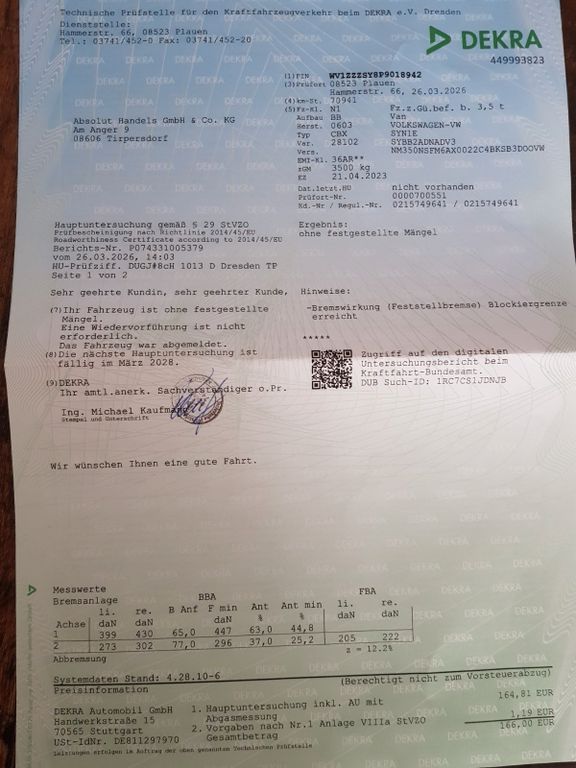 Technische Prüfstelle für den Kraftfahrzeugverkehr beim DEKRA e.V. Dresden
Dienststelle:
Hammerstr. 66, 08523 Plauen
Tel.: 03741/452-0 Fax: 03741/452-20
DEKRA
449993823
(1) FIN WV1ZZZSY8P9018942
(3) Prüfort 08523 Plauen
Hammerstr. 66, 26.03.2026
(4) km-St. 70941
(5) Fz-Kl. N1 Fz.z.Gü.bef. b. 3,5 t
Aufbau BB Van
Herst. 0603 VOLKSWAGEN-VW
Typ CBX SYN1E
Var. 28102 SYBB2ADNADV3
Vers. NM350NSFM6AX0022C4BKSB3DOOVW
EMI-Kl. 36AR**
zGM 3500 kg
EZ 21.04.2023
Absolut Handels GmbH & Co. KG
Am Anger 9
08606 Tirpersdorf
Dat.letzt.HU nicht vorhanden
Prüfort-Nr. 0000700551
Kd.-Nr / Regul.-Nr. 0215749641 / 0215749641
Hauptuntersuchung gemäß § 29 StVZO
Prüfbescheinigung nach Richtlinie 2014/45/EU
Roadworthiness Certificate according to 2014/45/EU
Berichts-Nr. P074331005379
vom 26.03.2026, 14:03
HU-Prüfziff. DUGJ#8cH 1013 D Dresden TP
Seite 1 von 2
Ergebnis:
ohne festgestellte Mängel
Sehr geehrte Kundin, sehr geehrter Kunde,
(7) Ihr Fahrzeug ist ohne festgestellte
Mängel.
Eine Wiedervorführung ist nicht
erforderlich.
Das Fahrzeug war abgemeldet.
(8) Die nächste Hauptuntersuchung ist
fällig im März 2028.
Hinweise:
-Bremswirkung (Feststellbremse) Blockiergrenze
erreicht
*****
Zugriff auf den digitalen
Untersuchungsbericht beim
Kraftfahrt-Bundesamt.
DUB Such-ID: 1RC7CS1JDNJB
(9) DEKRA
Ihr amtl.anerk. Sachverständiger o.Pr.
Ing. Michael Kaufmann
Stempel und Unterschrift
Wir wünschen Ihnen eine gute Fahrt.
Messwerte
Bremsanlage BBA FBA
li. re. B Anf F min Ant Ant min li. re.
Achse daN daN daN % % daN daN
1 399 430 65,0 447 63,0 44,8
2 273 302 77,0 296 37,0 25,2 205 222
Abbremsung z = 12.2%
Systemdaten Stand: 4.28.10-6 (Berechtigt nicht zum Vorsteuerabzug)
Preisinformation
DEKRA Automobil GmbH
Handwerkstraße 15
70565 Stuttgart
USt-IdNr. DE811297970
1. Hauptuntersuchung inkl. AU mit
Abgasmessung 164,81 EUR
2. Vorgaben nach Nr.1 Anlage VIIIa StVZO 1,19 EUR
Gesamtbetrag 166,00 EUR
Leistungen erfolgen im Auftrag der oben genannten Technischen Prüfstelle